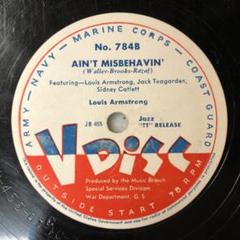 ARMY - NAVY - MARINE CORPS - COAST GUARD
No. 784B
AIN'T MISBEHAVIN'
(Waller-Brooks-Razaf)
Featuring—Louis Armstrong, Jack Teagarden,
Sidney Catlett
Louis Armstrong
JB 455
Jazz
"11" RELEASE
V DISC
Produced by the Music Branch,
Special Services Division
War Department, G. S
OUTSIDE START 78 RPM